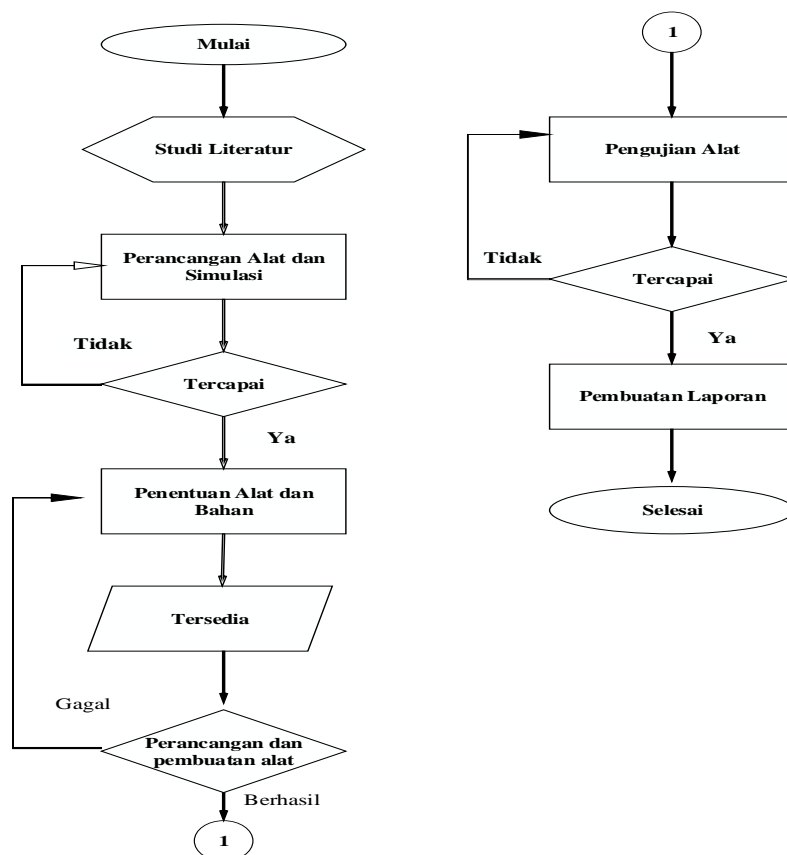 Mulai
Studi Literatur
Perancangan Alat dan
Simulasi
Tidak
Tercapai
Ya
Penentuan Alat dan
Bahan
Tersedia
Gagal
Perancangan dan
pembuatan alat
Berhasil
1
1
Pengujian Alat
Tidak
Tercapai
Ya
Pembuatan Laporan
Selesai